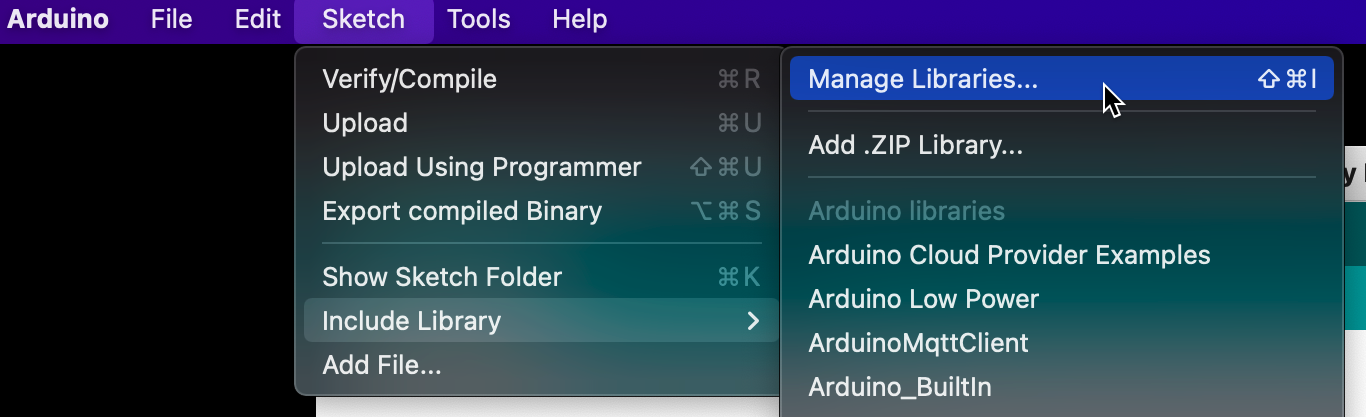 Arduino File Edit Sketch Tools Help
Verify/Compile ⌘R
Upload ⌘U
Upload Using Programmer ⇧⌘U
Export compiled Binary ⌥⌘S
Show Sketch Folder ⌘K
Include Library
Add File...
Manage Libraries... ⇧⌘I
Add .ZIP Library...
Arduino libraries
Arduino Cloud Provider Examples
Arduino Low Power
ArduinoMqttClient
Arduino_BuiltIn